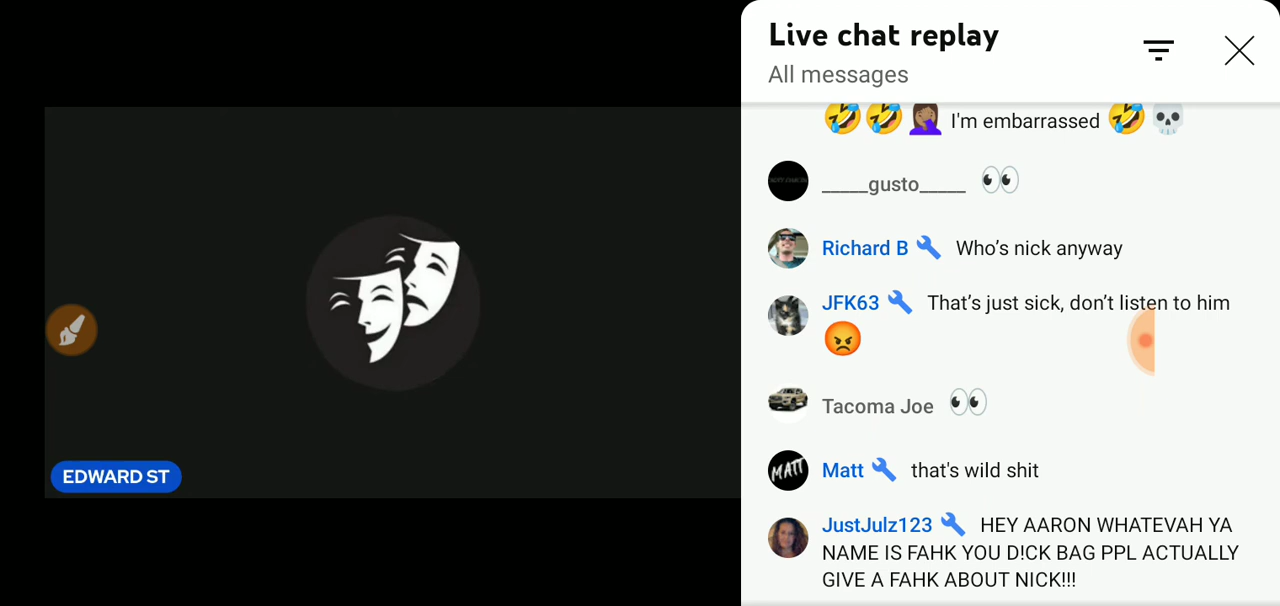 Live chat replay
All messages
🤣🤣🤦🏾‍♀️ I'm embarrassed 🤣💀
_____gusto_____ 👀
Richard B 🔧 Who’s nick anyway
JFK63 🔧 That’s just sick, don’t listen to him
😡
Tacoma Joe 👀
MATT
Matt 🔧 that's wild shit
JustJulz123 🔧 HEY AARON WHATEVAH YA
NAME IS FAHK YOU D!CK BAG PPL ACTUALLY
GIVE A FAHK ABOUT NICK!!!
EDWARD ST